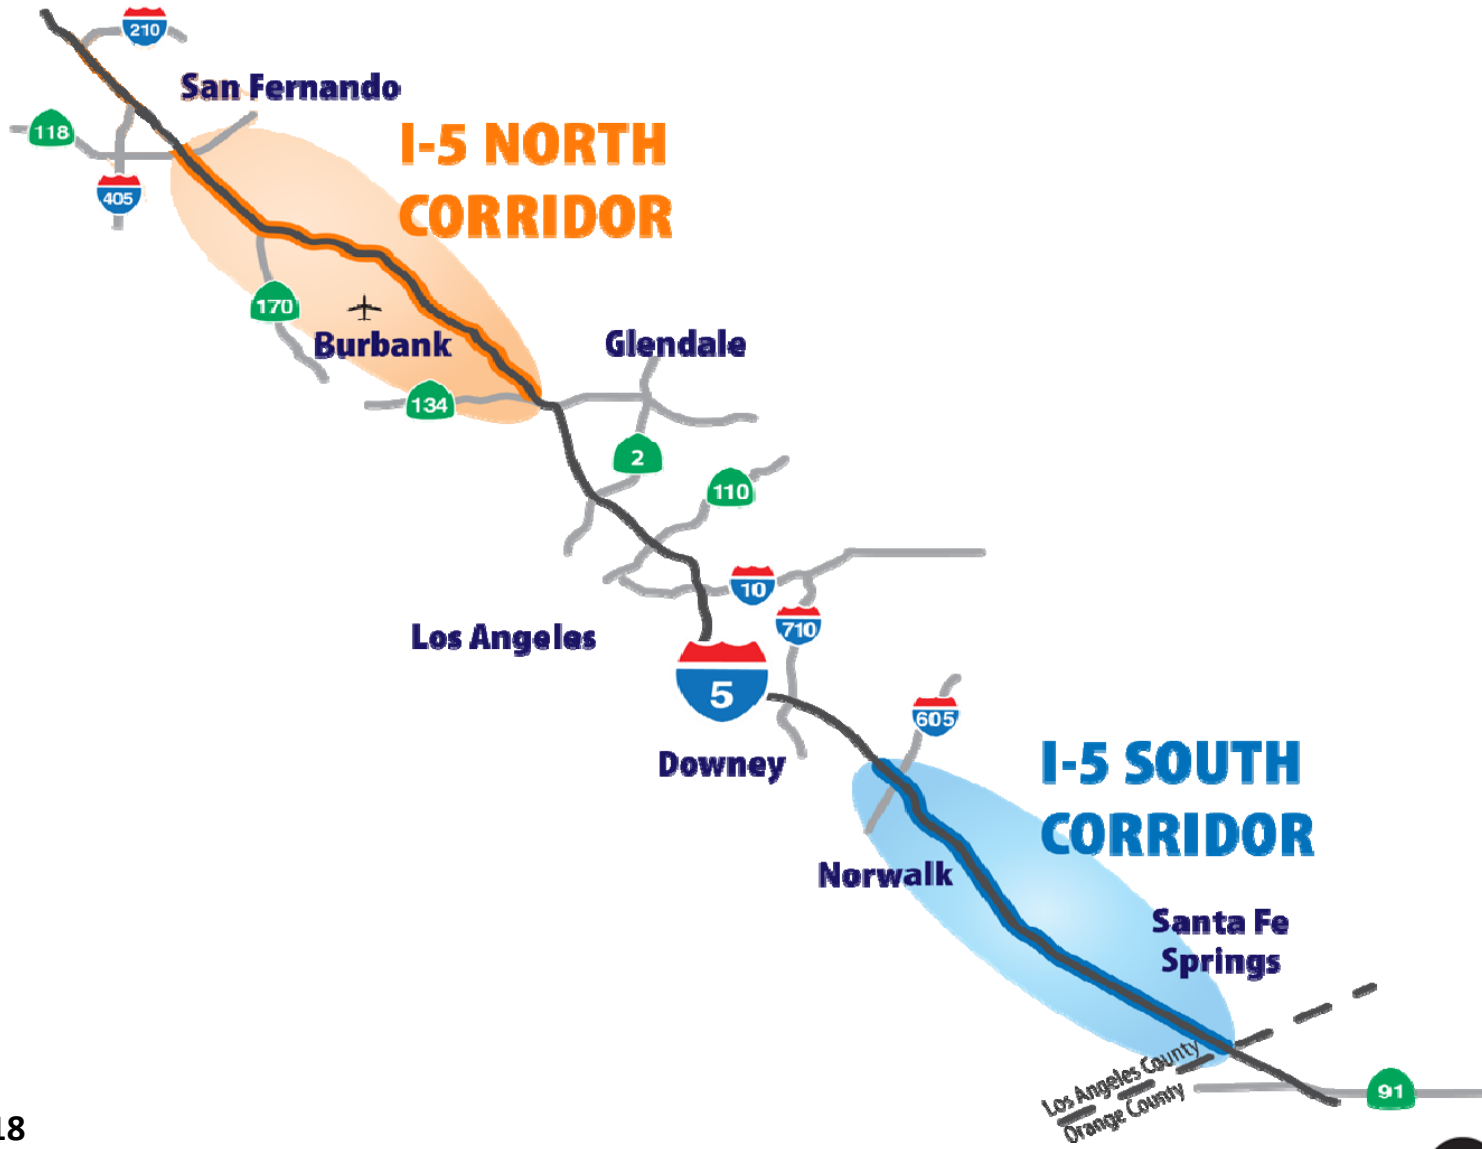 210
San Fernando
118
I-5 NORTH
CORRIDOR
405
170
Burbank
Glendale
134
2
110
10
710
Los Angeles
5
605
Downey
I-5 SOUTH
CORRIDOR
Norwalk
Santa Fe
Springs
Los Angeles County
Orange County
91
18